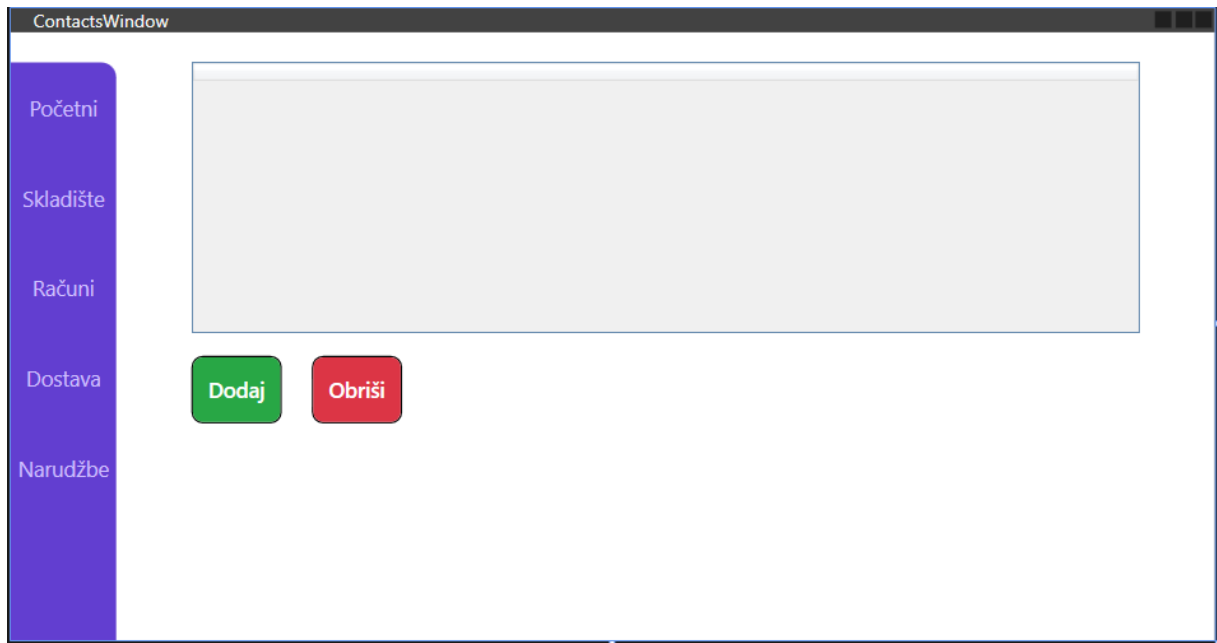 ContactsWindow
Početni
Skladište
Računi
Dostava
Narudžbe
Dodaj
Obriši